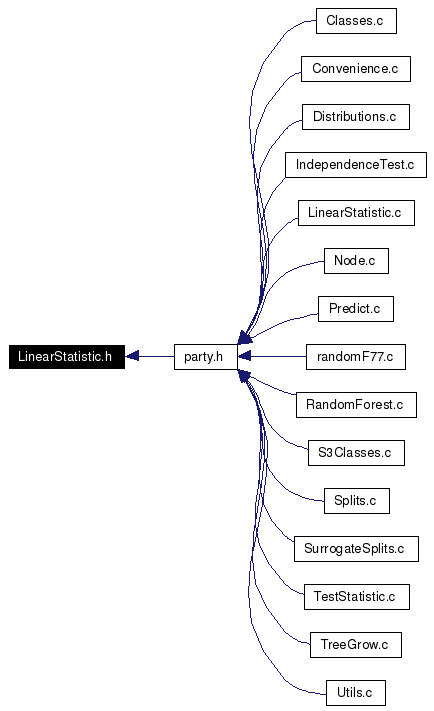 Classes.c
Convenience.c
Distributions.c
IndependenceTest.c
LinearStatistic.c
Node.c
Predict.c
LinearStatistic.h
party.h
randomF77.c
RandomForest.c
S3Classes.c
Splits.c
SurrogateSplits.c
TestStatistic.c
TreeGrow.c
Utils.c